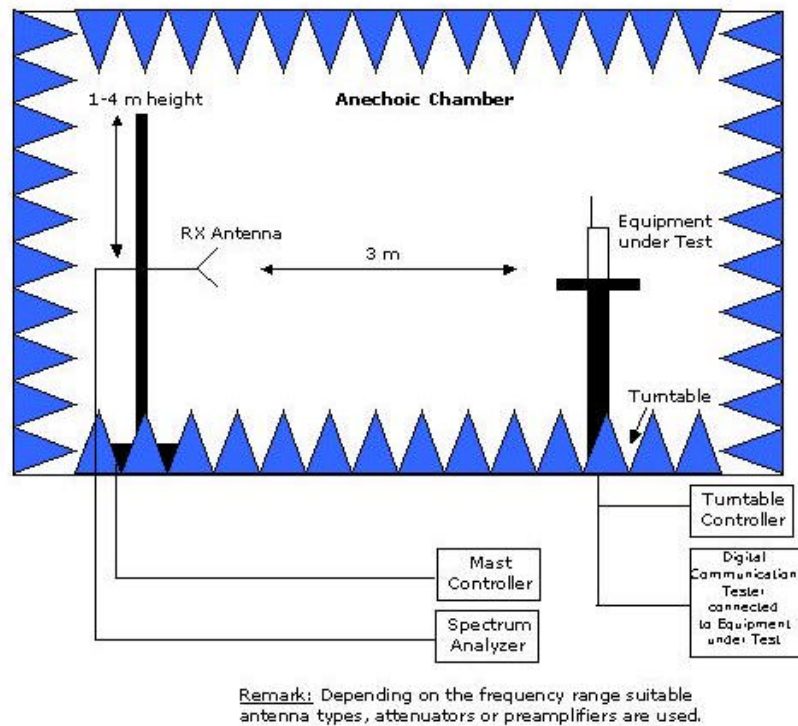 1-4 m height
Anechoic Chamber
RX Antenna
3 m
Equipment
under Test
Turntable
Turntable
Controller
Mast
Controller
Digital
Communication
Tester
connected
to Equipment
under Test
Spectrum
Analyzer
Remark: Depending on the frequency range suitable
antenna types, attenuators or preamplifiers are used.